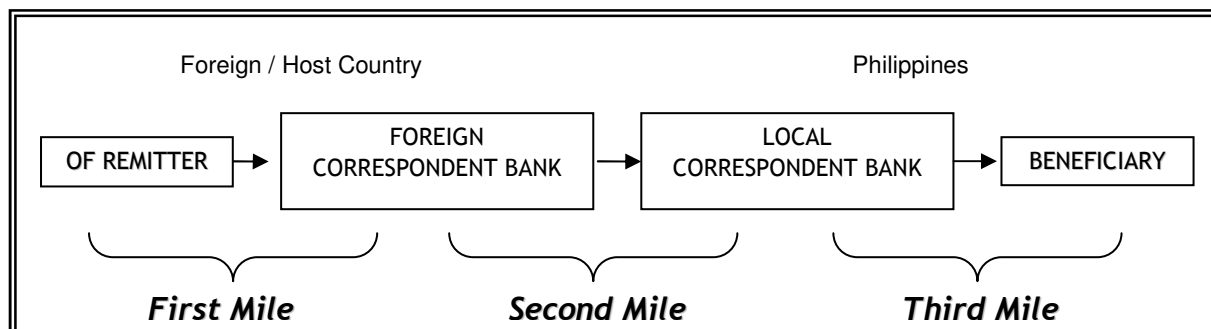 Foreign / Host Country
Philippines
OF REMITTER
FOREIGN
CORRESPONDENT BANK
LOCAL
CORRESPONDENT BANK
BENEFICIARY
First Mile
Second Mile
Third Mile